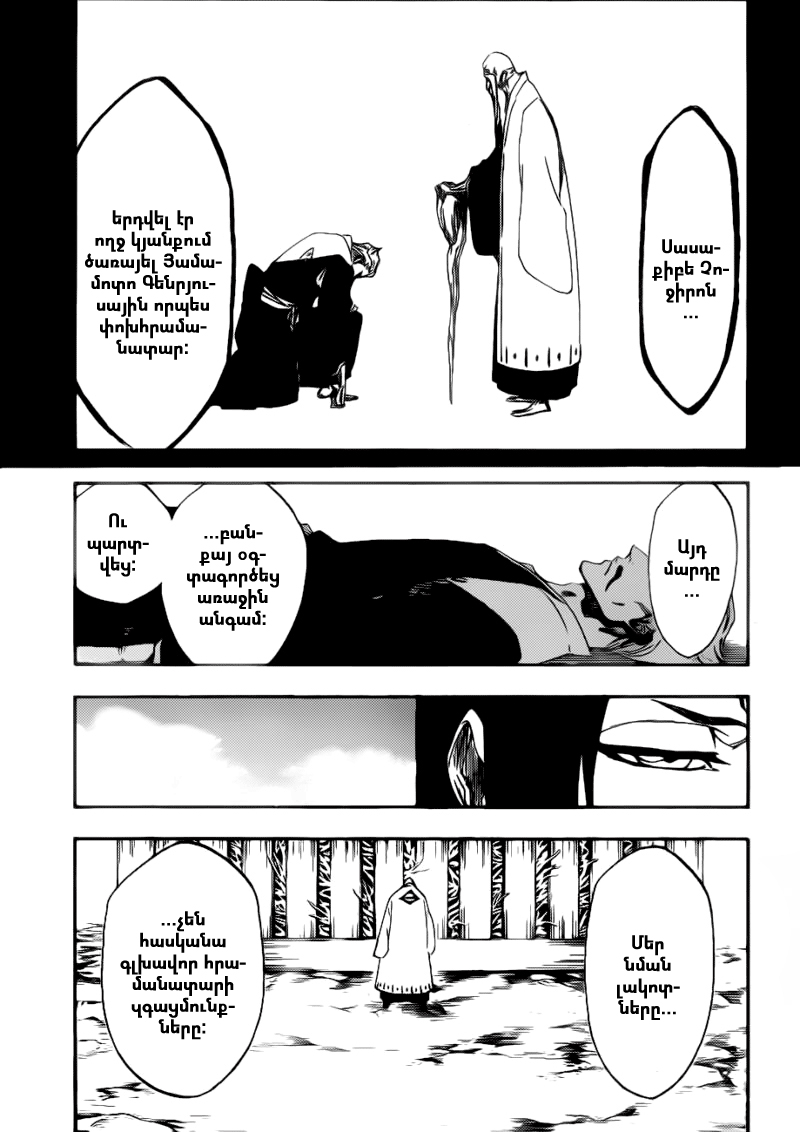 Սասա-
քիբե Չո-
ջիրոն
...
երդվել էր
ողջ կյանքում
ծառայել Յամա-
մոտո Գենրյու-
սային որպես
փոխհրամա-
նատար:
Այդ
մարդը
...
...բան-
քայ օգ-
տագործեց
առաջին
անգամ:
Ու
պարտ-
վեց:
Մեր
նման
լակոտ-
ները...
...չեն
հասկանա
գլխավոր հրա-
մանատարի
զգացմունք-
ները: